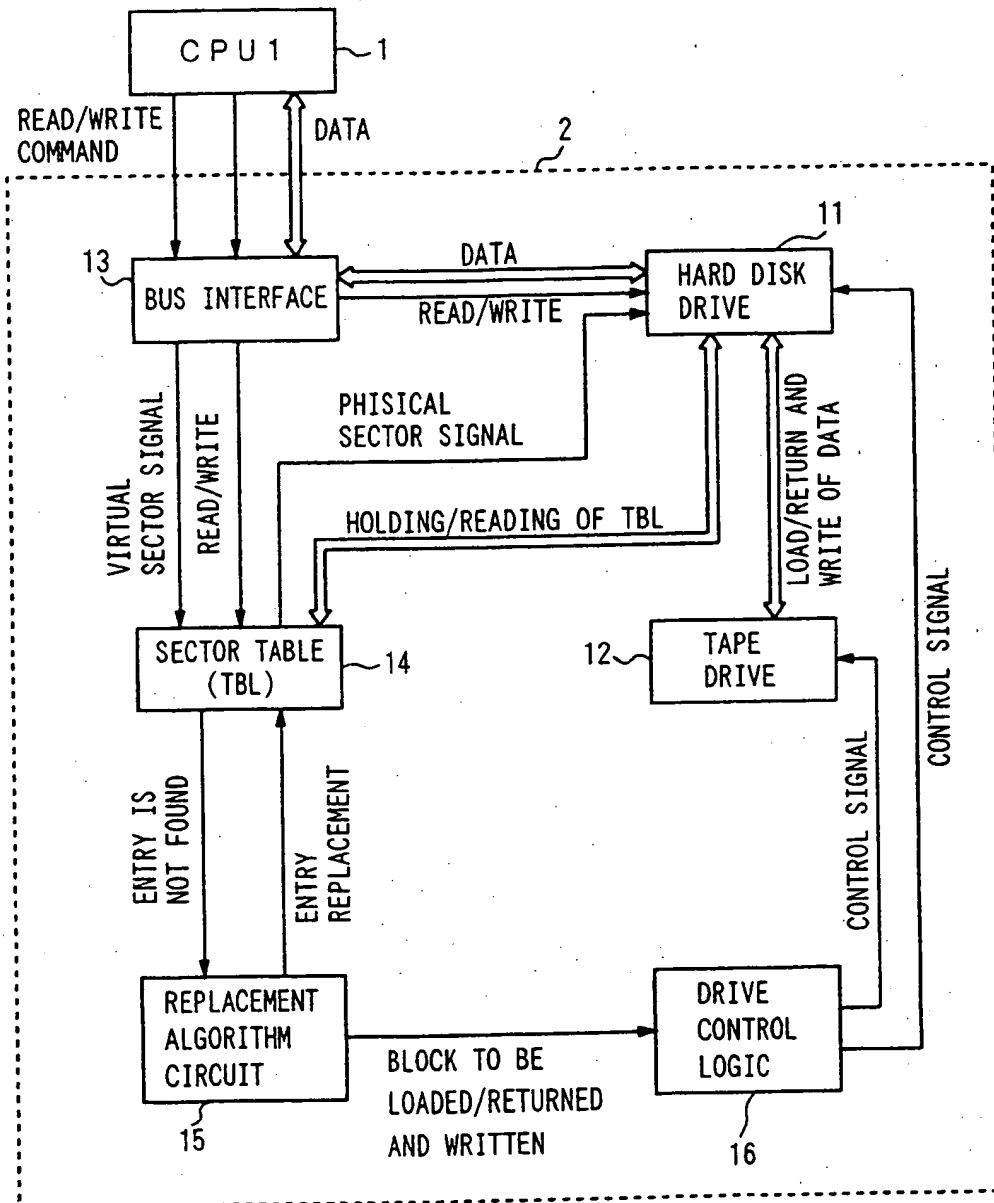 CPU1
1
READ/WRITE
COMMAND
DATA
2
13
BUS INTERFACE
DATA
READ/WRITE
11
HARD DISK
DRIVE
VIRTUAL
SECTOR SIGNAL
READ/WRITE
PHISICAL
SECTOR SIGNAL
HOLDING/READING OF TBL
LOAD/RETURN AND
WRITE OF DATA
CONTROL SIGNAL
SECTOR TABLE
(TBL)
14
12
TAPE
DRIVE
ENTRY IS
NOT FOUND
ENTRY
REPLACEMENT
CONTROL SIGNAL
REPLACEMENT
ALGORITHM
CIRCUIT
15
BLOCK TO BE
LOADED/RETURNED
AND WRITTEN
DRIVE
CONTROL
LOGIC
16